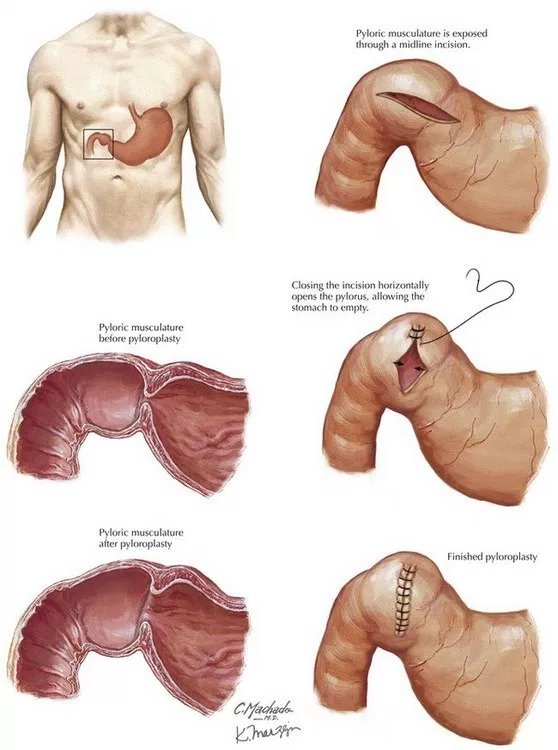 Pyloric musculature is exposed
through a midline incision.
Closing the incision horizontally
opens the pylorus, allowing the
stomach to empty.
Pyloric musculature
before pyloroplasty
Pyloric musculature
after pyloroplasty
Finished pyloroplasty
C.Machado
M.D.